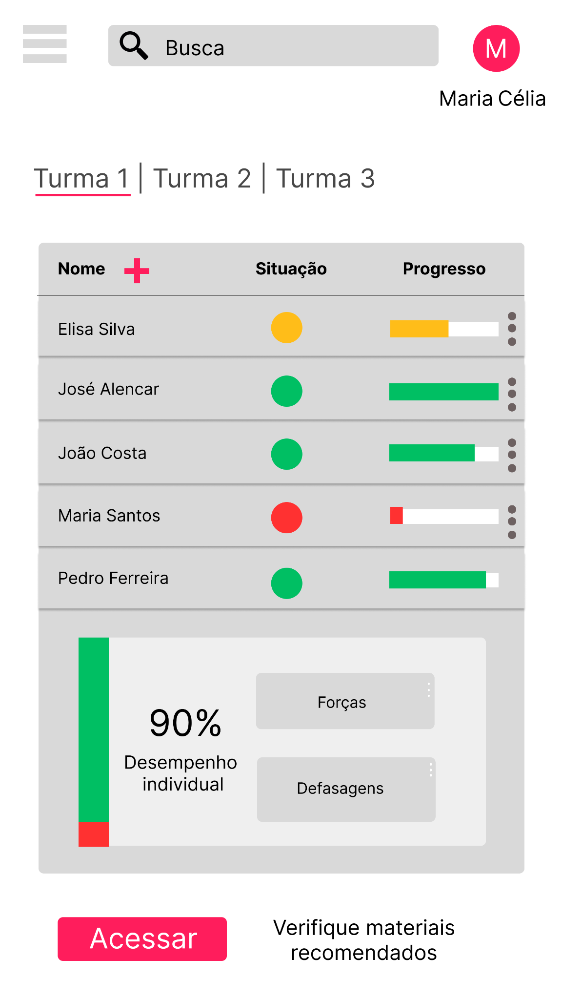 Busca
M
Maria Célia
Turma 1 | Turma 2 | Turma 3
Nome Situação Progresso
Elisa Silva
José Alencar
João Costa
Maria Santos
Pedro Ferreira
Forças
90%
Desempenho
individual
Defasagens
Acessar
Verifique materiais
recomendados